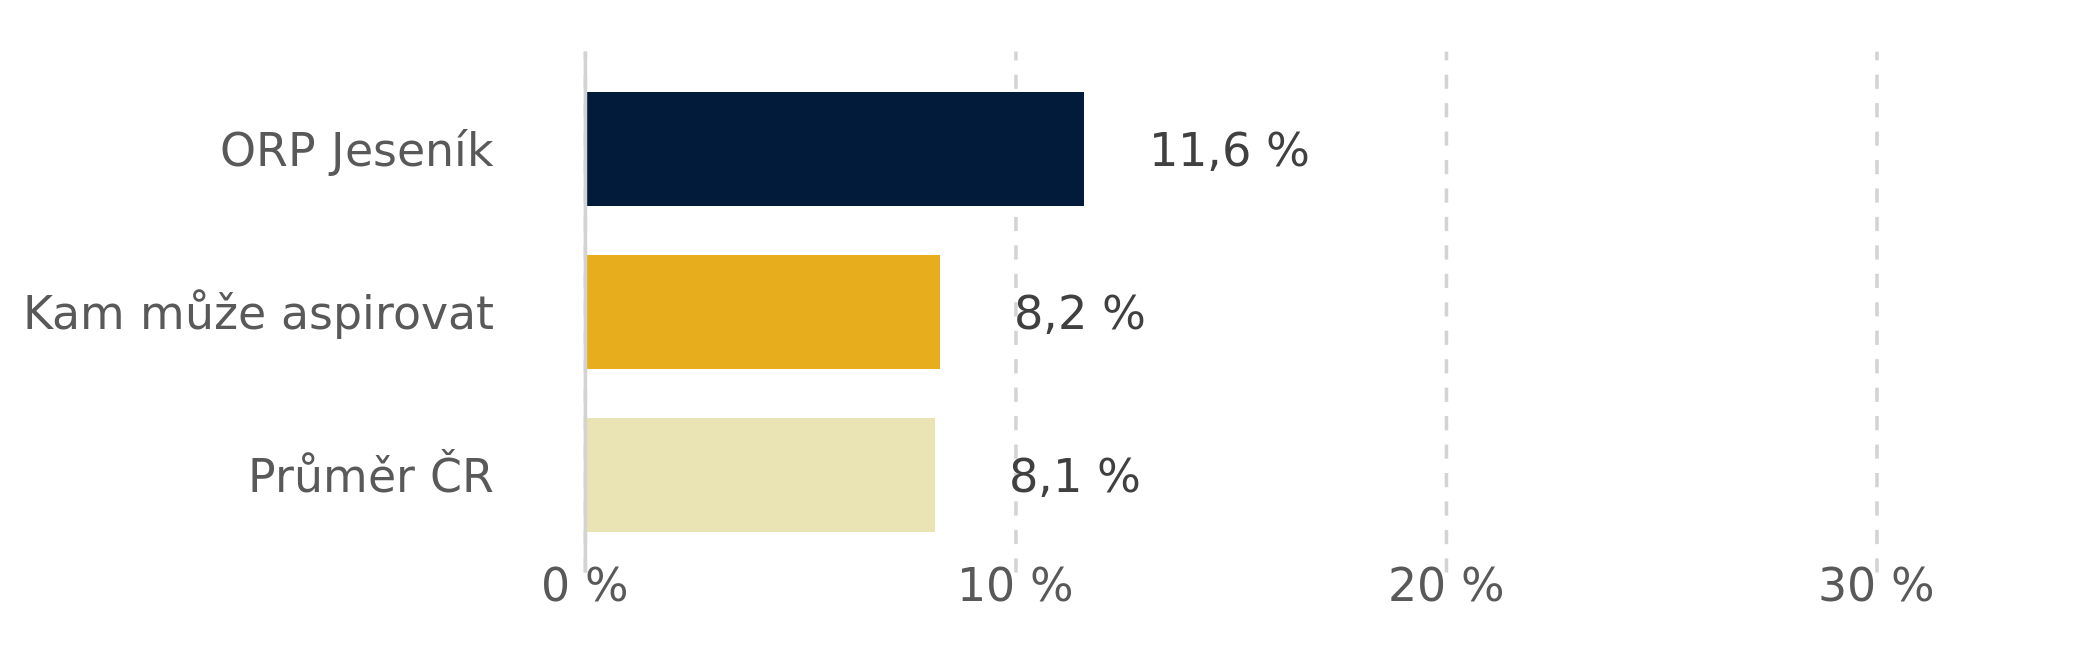 ORP Jeseník
11,6 %
Kam může aspirovat
8,2 %
Průměr ČR
8,1 %
0 %
10 %
20 %
30 %